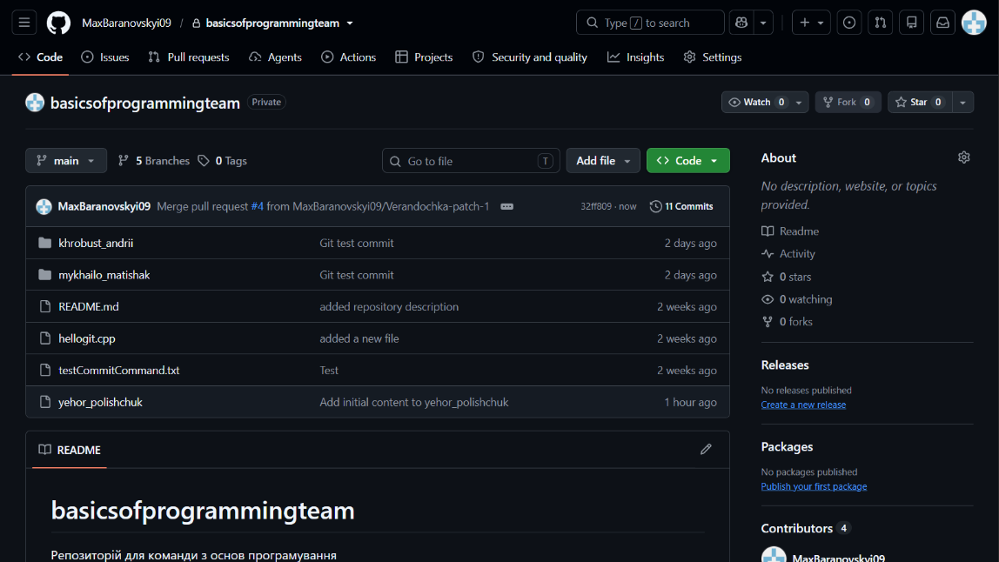 MaxBaranovskyi09 / basicsofprogrammingteam
Type / to search
Code Issues Pull requests Agents Actions Projects Security and quality Insights Settings
basicsofprogrammingteam Private
Watch 0 Fork 0 Star 0
main 5 Branches 0 Tags
Go to file T
Add file Code
MaxBaranovskyi09 Merge pull request #4 from MaxBaranovskyi09/Verandochka-patch-1 32ff809 · now 11 Commits
khrobust_andrii Git test commit 2 days ago
mykhailo_matishak Git test commit 2 days ago
README.md added repository description 2 weeks ago
hellogit.cpp added a new file 2 weeks ago
testCommitCommand.txt Test 2 weeks ago
yehor_polishchuk Add initial content to yehor_polishchuk 1 hour ago
README
basicsofprogrammingteam
Репозиторій для команди з основ програмування
About
No description, website, or topics
provided.
Readme
Activity
0 stars
0 watching
0 forks
Releases
No releases published
Create a new release
Packages
No packages published
Publish your first package
Contributors 4
MaxBaranovskyi09